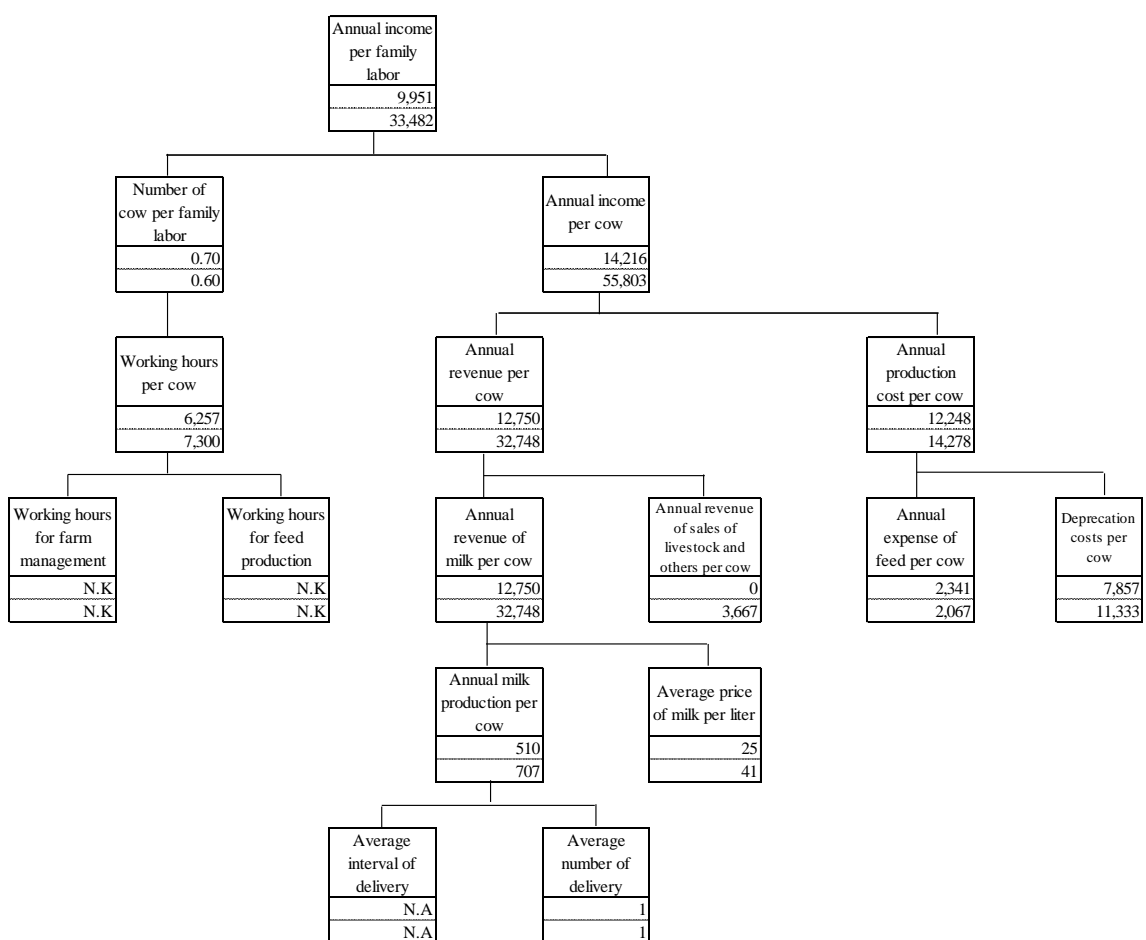 Annual income
per family
labor
9,951
33,482
Number of
cow per family
labor
0.70
0.60
Annual income
per cow
14,216
55,803
Working hours
per cow
6,257
7,300
Annual
revenue per
cow
12,750
32,748
Annual
production
cost per cow
12,248
14,278
Working hours
for farm
management
N.K
N.K
Working hours
for feed
production
N.K
N.K
Annual
revenue of
milk per cow
12,750
32,748
Annual revenue
of sales of
livestock and
others per cow
0
3,667
Annual
expense of
feed per cow
2,341
2,067
Deprecation
costs per
cow
7,857
11,333
Annual milk
production per
cow
510
707
Average price
of milk per liter
25
41
Average
interval of
delivery
N.A
N.A
Average
number of
delivery
1
1